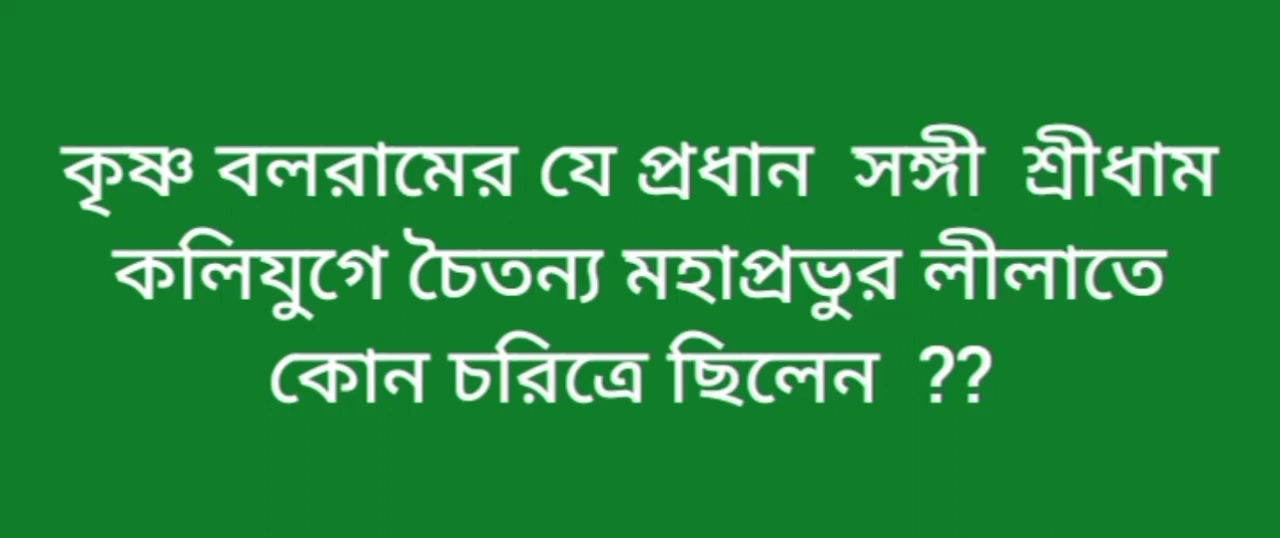 কৃষ্ণ বলরামের যে প্রধান সঙ্গী শ্রীধাম
কলিযুগে চৈতন্য মহাপ্রভুর লীলাতে
কোন চরিত্রে ছিলেন ??